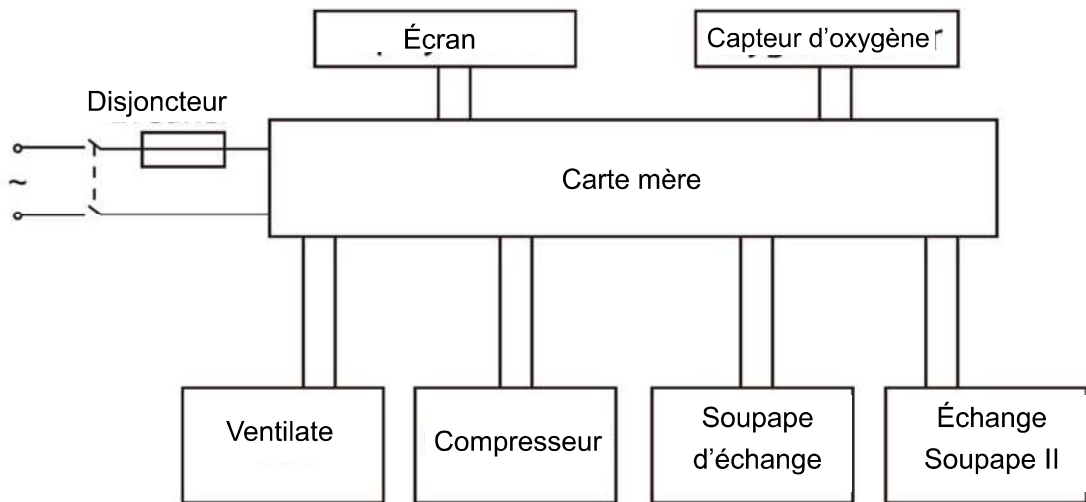 Écran
Capteur d’oxygène
Disjoncteur
~
Carte mère
Ventilate
Compresseur
Soupape
d’échange
Échange
Soupape II